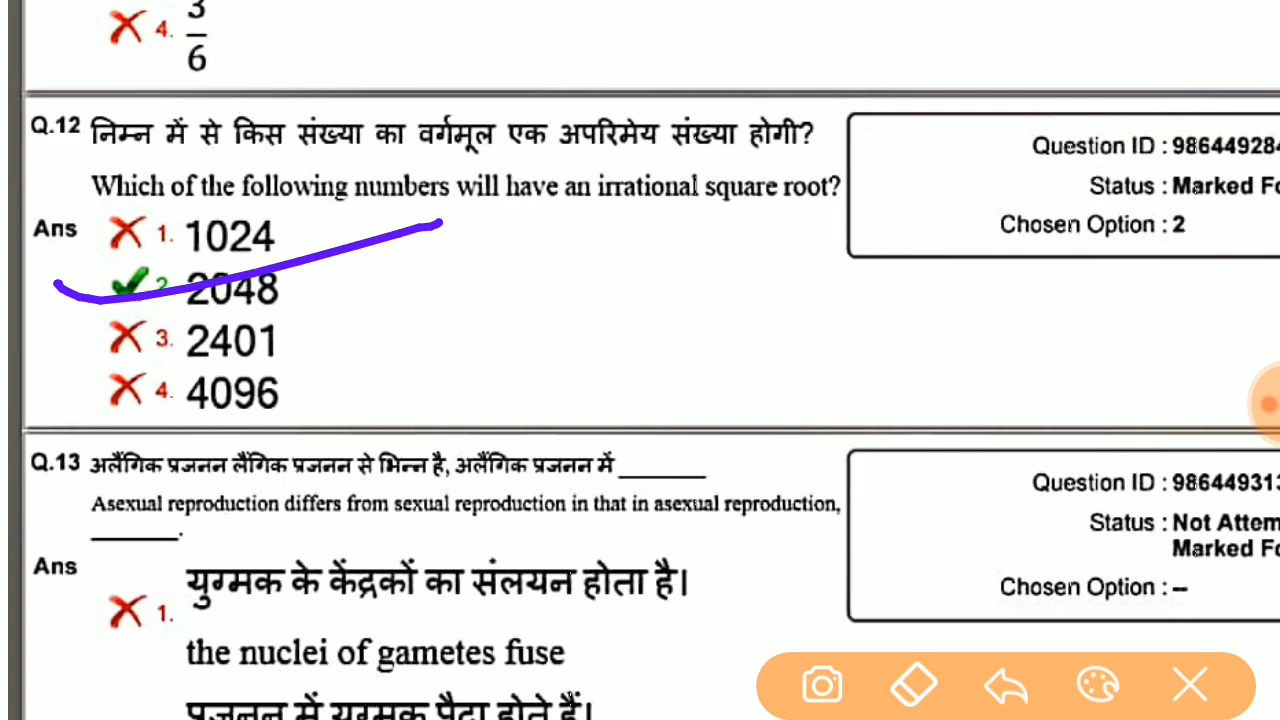 4. 3
6
Q.12 निम्न में से किस संख्या का वर्गमूल एक अपरिमेय संख्या होगी?
Which of the following numbers will have an irrational square root?
Ans 1. 1024
2. 2048
3. 2401
4. 4096
Question ID : 98644928
Status : Marked Fo
Chosen Option : 2
Q.13 अलैंगिक प्रजनन लैंगिक प्रजनन से भिन्न है, अलैंगिक प्रजनन में ________
Asexual reproduction differs from sexual reproduction in that in asexual reproduction,
________.
Ans
1. युग्मक के केंद्रकों का संलयन होता है।
the nuclei of gametes fuse
प्रजनन में युग्मक पैदा होते हैं।
Question ID : 98644931
Status : Not Attem
Marked Fo
Chosen Option : --